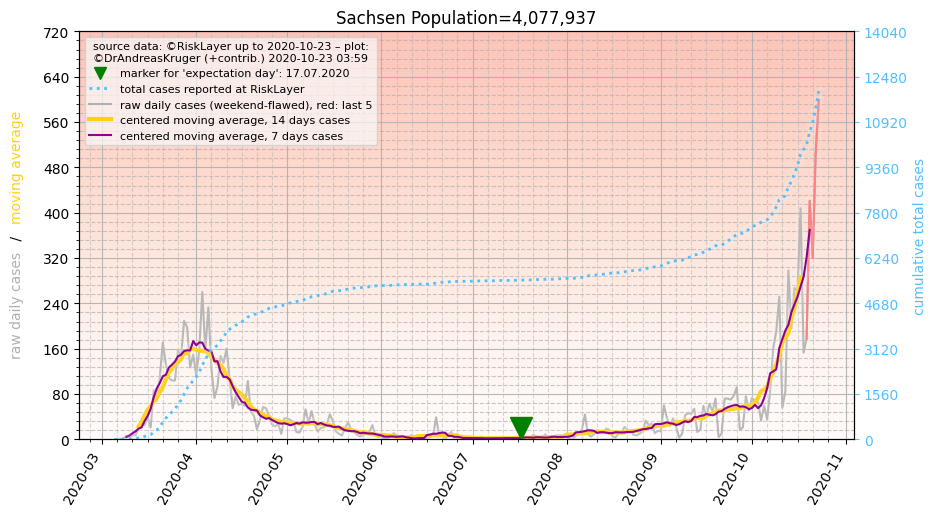 Sachsen Population=4,077,937
source data: ©RiskLayer up to 2020-10-23 – plot:
©DrAndreasKruger (+contrib.) 2020-10-23 03:59
marker for 'expectation day': 17.07.2020
total cases reported at RiskLayer
raw daily cases (weekend-flawed), red: last 5
centered moving average, 14 days cases
centered moving average, 7 days cases
raw daily cases / moving average
720
640
560
480
400
320
240
160
80
0
14040
12480
10920
9360
7800
6240
4680
3120
1560
0
cumulative total cases
2020-03
2020-04
2020-05
2020-06
2020-07
2020-08
2020-09
2020-10
2020-11